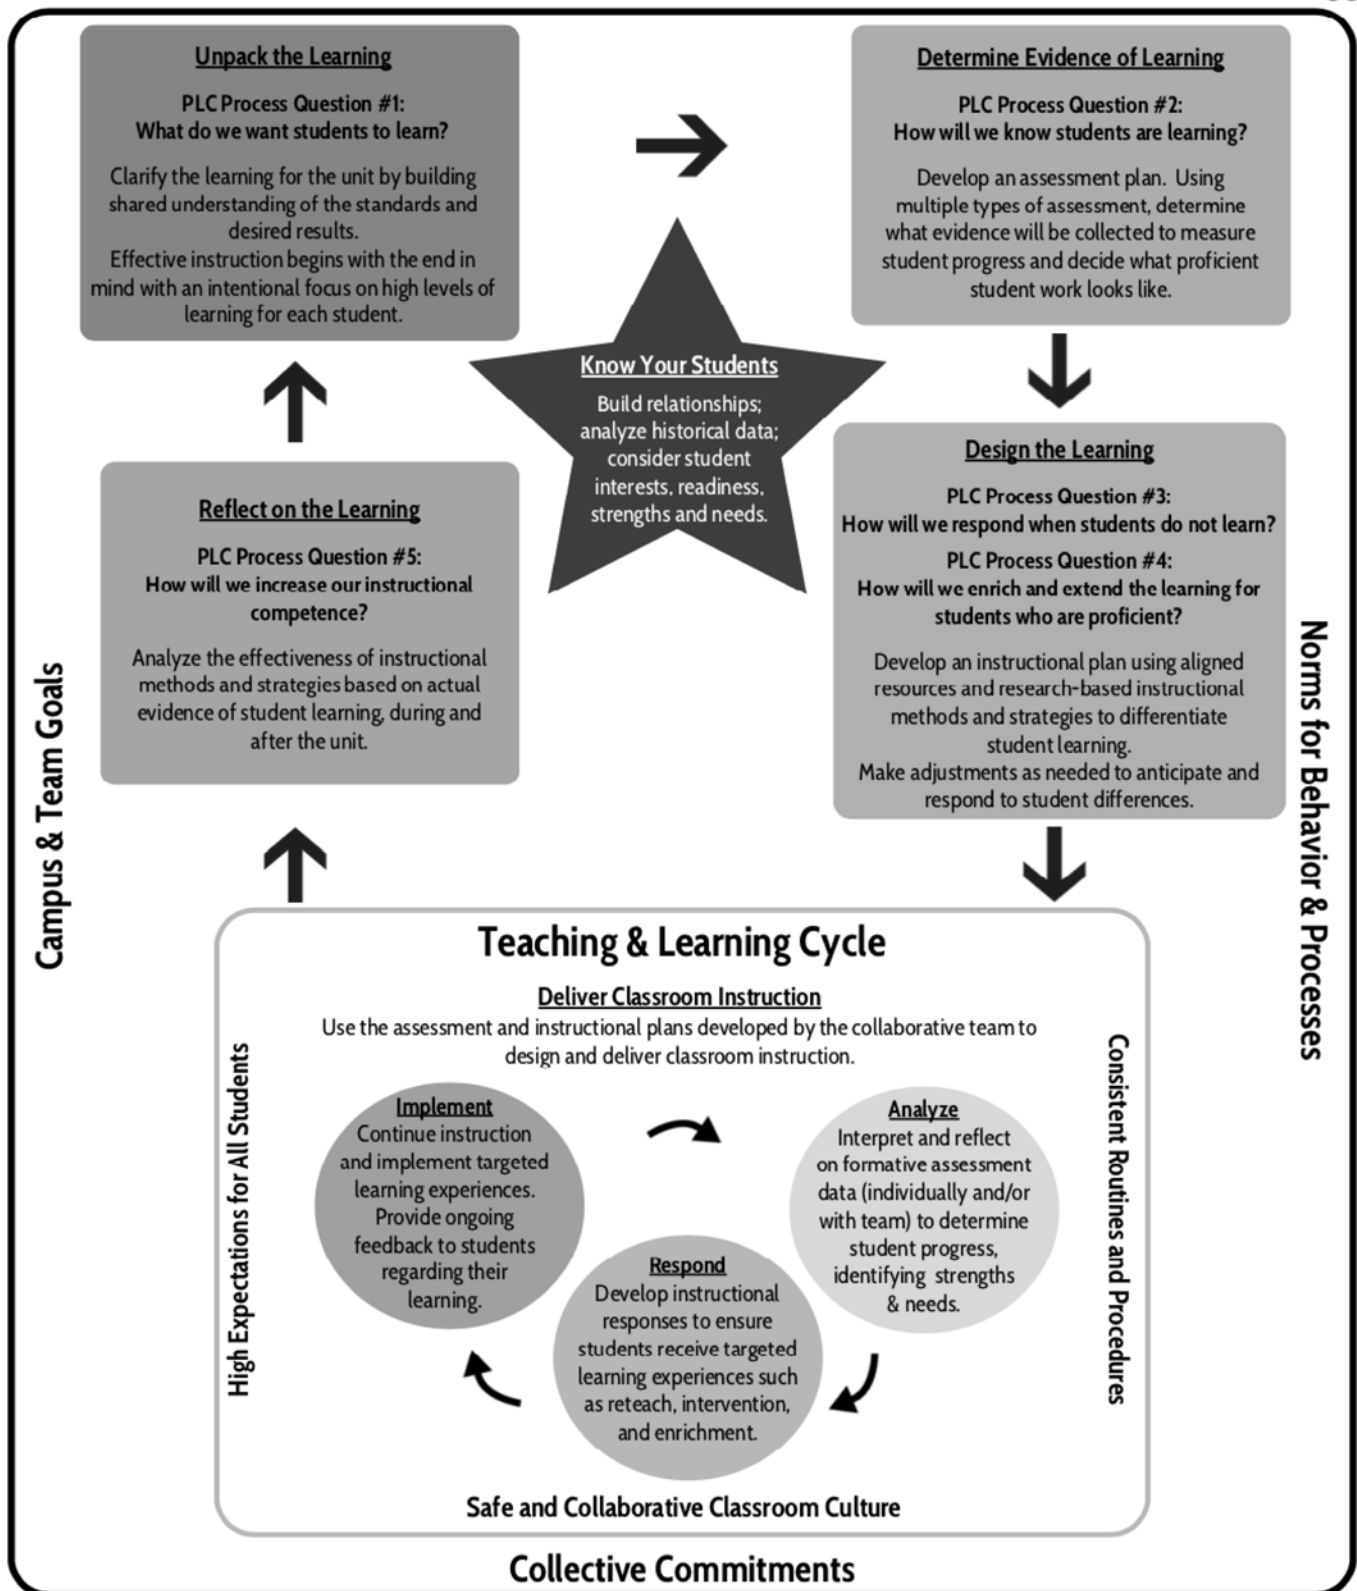 Unpack the Learning
PLC Process Question #1:
What do we want students to learn?
Clarify the learning for the unit by building
shared understanding of the standards and
desired results.
Effective instruction begins with the end in
mind with an intentional focus on high levels of
learning for each student.
Determine Evidence of Learning
PLC Process Question #2:
How will we know students are learning?
Develop an assessment plan. Using
multiple types of assessment, determine
what evidence will be collected to measure
student progress and decide what proficient
student work looks like.
Know Your Students
Build relationships;
analyze historical data;
consider student
interests, readiness,
strengths and needs.
Design the Learning
PLC Process Question #3:
How will we respond when students do not learn?
PLC Process Question #4:
How will we enrich and extend the learning for
students who are proficient?
Develop an instructional plan using aligned
resources and research-based instructional
methods and strategies to differentiate
student learning.
Make adjustments as needed to anticipate and
respond to student differences.
Reflect on the Learning
PLC Process Question #5:
How will we increase our instructional
competence?
Analyze the effectiveness of instructional
methods and strategies based on actual
evidence of student learning, during and
after the unit.
Campus & Team Goals
Norms for Behavior & Processes
Teaching & Learning Cycle
Deliver Classroom Instruction
Use the assessment and instructional plans developed by the collaborative team to
design and deliver classroom instruction.
High Expectations for All Students
Consistent Routines and Procedures
Implement
Continue instruction
and implement targeted
learning experiences.
Provide ongoing
feedback to students
regarding their
learning.
Analyze
Interpret and reflect
on formative assessment
data (individually and/or
with team) to determine
student progress,
identifying strengths
& needs.
Respond
Develop instructional
responses to ensure
students receive targeted
learning experiences such
as reteach, intervention,
and enrichment.
Safe and Collaborative Classroom Culture
Collective Commitments